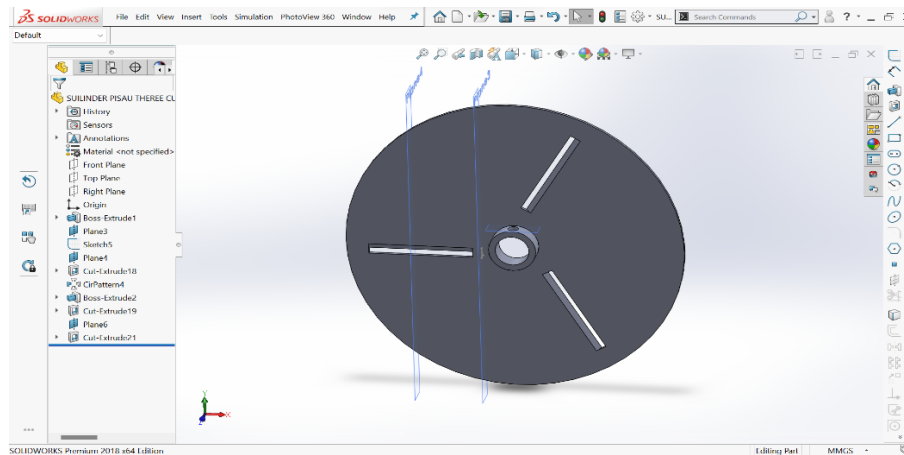 SOLIDWORKS File Edit View Insert Tools Simulation PhotoView 360 Window Help SU... Search Commands
Default
SUILINDER PISAU THEREE CU
History
Sensors
Annotations
Material <not specified>
Front Plane
Top Plane
Right Plane
Origin
Boss-Extrude1
Plane3
Sketch5
Plane4
Cut-Extrude18
CirPattern4
Boss-Extrude2
Cut-Extrude19
Plane6
Cut-Extrude21
Y
X
Z
SOLIDWORKS Premium 2018 x64 Edition Editing Part MMGS